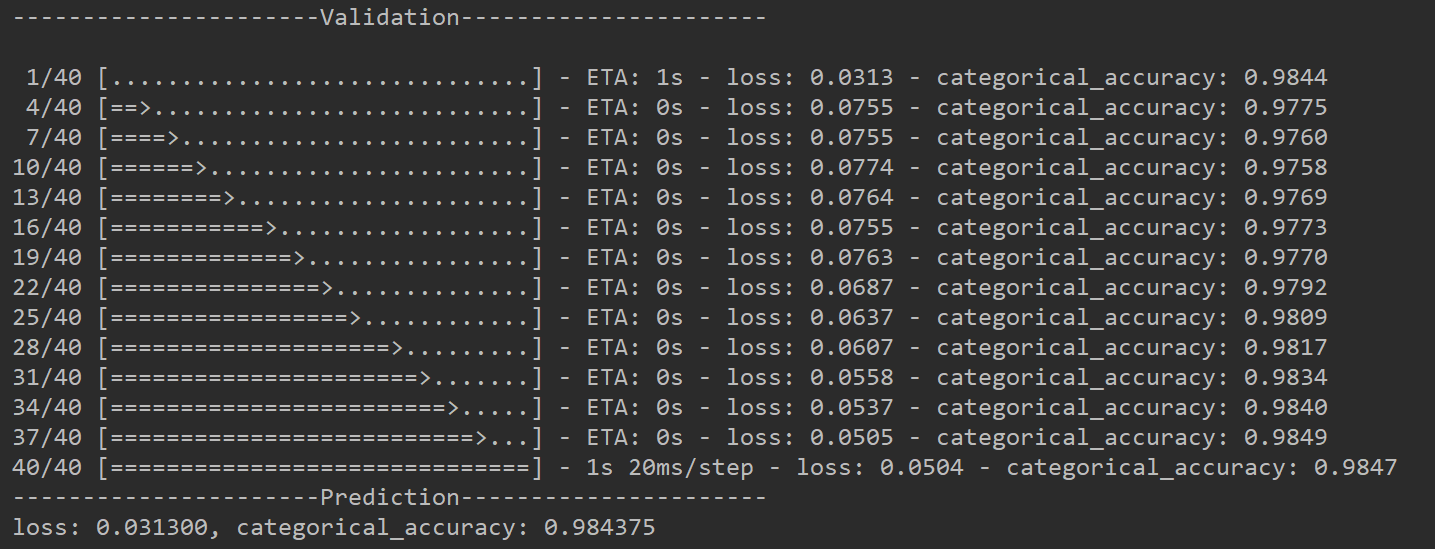 ----------------------Validation----------------------
 1/40 [..............................] - ETA: 1s - loss: 0.0313 - categorical_accuracy: 0.9844
 4/40 [==>...........................] - ETA: 0s - loss: 0.0755 - categorical_accuracy: 0.9775
 7/40 [====>.........................] - ETA: 0s - loss: 0.0755 - categorical_accuracy: 0.9760
10/40 [======>.......................] - ETA: 0s - loss: 0.0774 - categorical_accuracy: 0.9758
13/40 [========>.....................] - ETA: 0s - loss: 0.0764 - categorical_accuracy: 0.9769
16/40 [===========>..................] - ETA: 0s - loss: 0.0755 - categorical_accuracy: 0.9773
19/40 [=============>................] - ETA: 0s - loss: 0.0763 - categorical_accuracy: 0.9770
22/40 [===============>..............] - ETA: 0s - loss: 0.0687 - categorical_accuracy: 0.9792
25/40 [=================>............] - ETA: 0s - loss: 0.0637 - categorical_accuracy: 0.9809
28/40 [====================>.........] - ETA: 0s - loss: 0.0607 - categorical_accuracy: 0.9817
31/40 [======================>.......] - ETA: 0s - loss: 0.0558 - categorical_accuracy: 0.9834
34/40 [========================>.....] - ETA: 0s - loss: 0.0537 - categorical_accuracy: 0.9840
37/40 [==========================>...] - ETA: 0s - loss: 0.0505 - categorical_accuracy: 0.9849
40/40 [==============================] - 1s 20ms/step - loss: 0.0504 - categorical_accuracy: 0.9847
----------------------Prediction----------------------
loss: 0.031300, categorical_accuracy: 0.984375